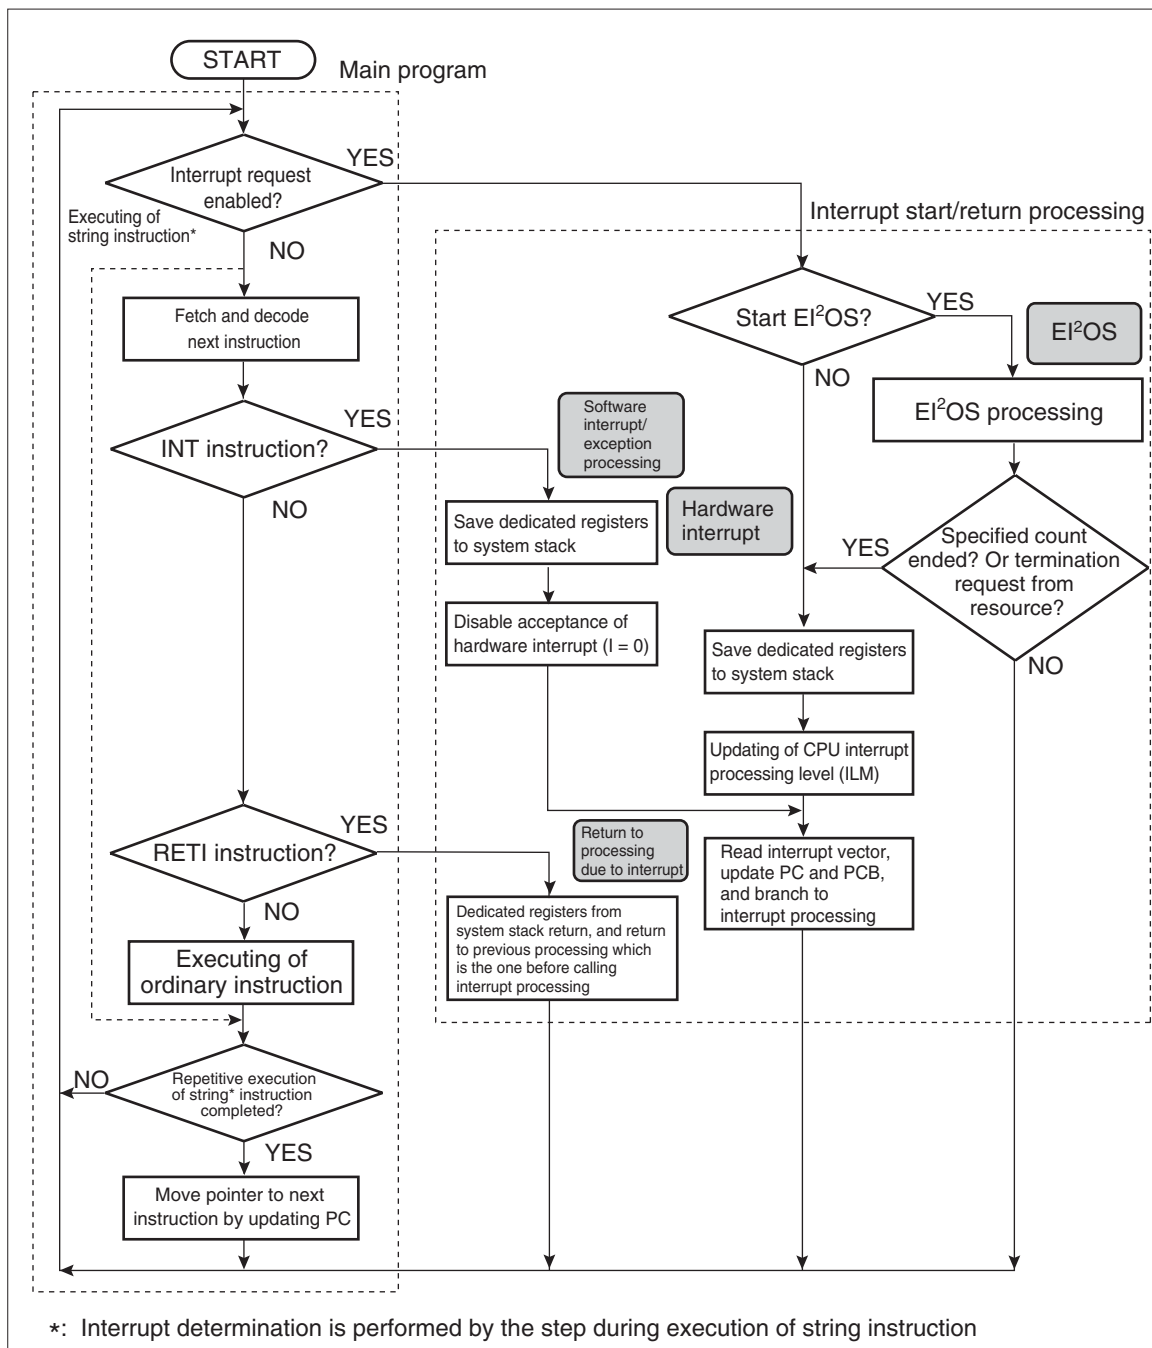 START
Main program
Interrupt request
enabled?
YES
Executing of
string instruction*
NO
Interrupt start/return processing
Fetch and decode
next instruction
Start EI²OS?
YES
EI²OS
NO
EI²OS processing
INT instruction?
YES
NO
Software
interrupt/
exception
processing
Save dedicated registers
to system stack
Hardware
interrupt
YES
Specified count
ended? Or termination
request from
resource?
NO
Disable acceptance of
hardware interrupt (I = 0)
Save dedicated registers
to system stack
Updating of CPU interrupt
processing level (ILM)
RETI instruction?
YES
NO
Return to
processing
due to interrupt
Read interrupt vector,
update PC and PCB,
and branch to
interrupt processing
Dedicated registers from
system stack return, and return
to previous processing which
is the one before calling
interrupt processing
Executing of
ordinary instruction
NO
Repetitive execution
of string* instruction
completed?
YES
Move pointer to next
instruction by updating PC
*: Interrupt determination is performed by the step during execution of string instruction